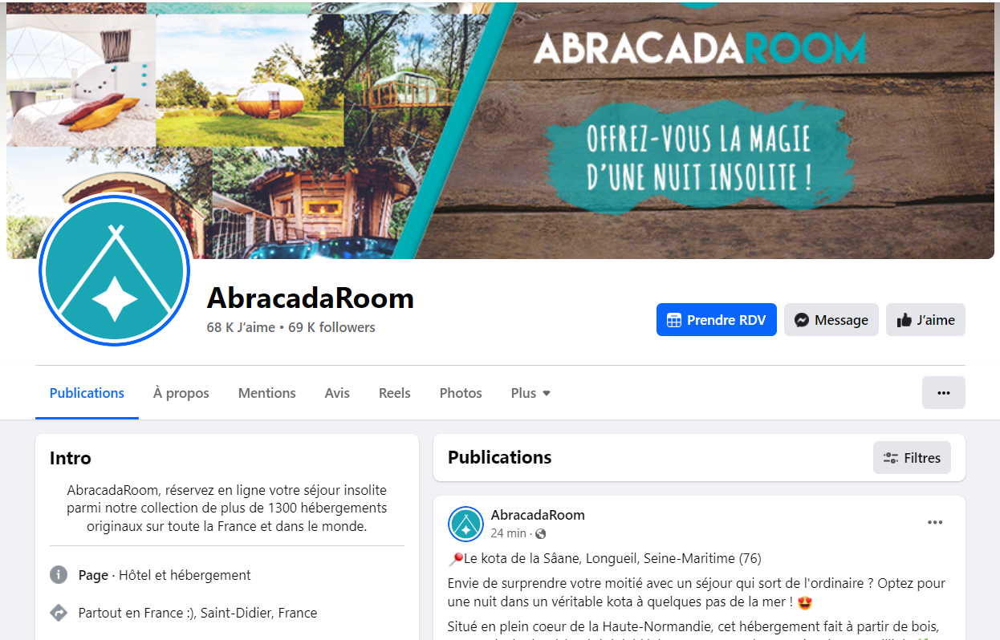 ABRACADAROOM
OFFREZ-VOUS LA MAGIE
D'UNE NUIT INSOLITE !
AbracadaRoom
68 K J’aime • 69 K followers
Prendre RDV
Message
J’aime
Publications
À propos
Mentions
Avis
Reels
Photos
Plus
Intro
AbracadaRoom, réservez en ligne votre séjour insolite
parmi notre collection de plus de 1300 hébergements
originaux sur toute la France et dans le monde.
Page · Hôtel et hébergement
Partout en France :), Saint-Didier, France
Publications
Filtres
AbracadaRoom
24 min ·
📍Le kota de la Sâane, Longueil, Seine-Maritime (76)
Envie de surprendre votre moitié avec un séjour qui sort de l'ordinaire ? Optez pour
une nuit dans un véritable kota à quelques pas de la mer ! 😍
Situé en plein coeur de la Haute-Normandie, cet hébergement fait à partir de bois,